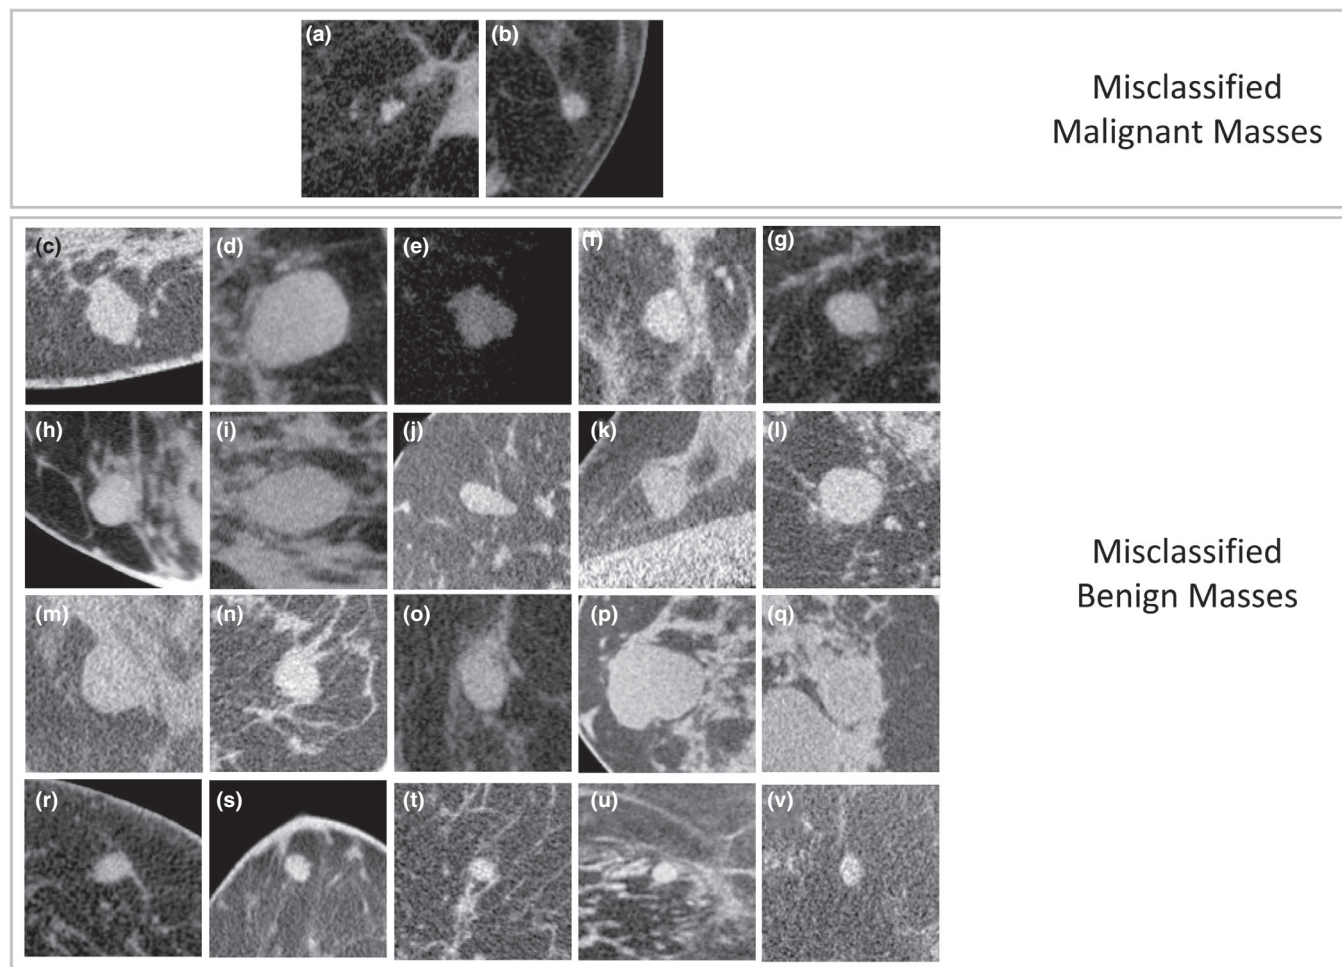 (a) (b)
Misclassified
Malignant Masses
(c) (d) (e) (f) (g)
(h) (i) (j) (k) (l)
Misclassified
Benign Masses
(m) (n) (o) (p) (q)
(r) (s) (t) (u) (v)